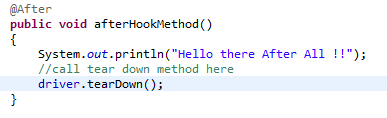 @After
public void afterHookMethod()
{
System.out.println("Hello there After All !!");
//call tear down method here
driver.tearDown();
}